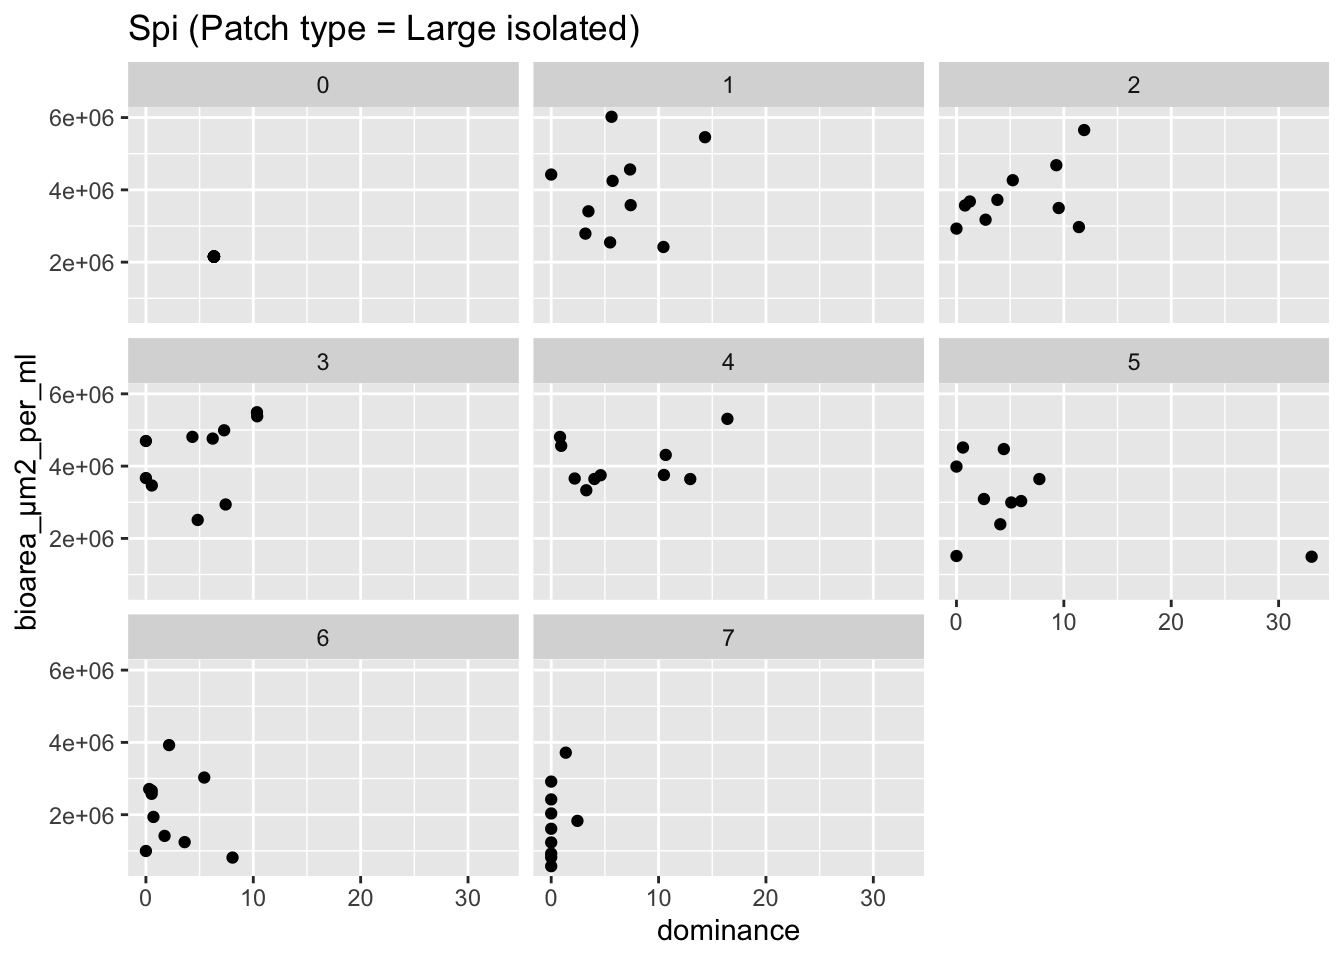 Spi (Patch type = Large isolated)
0 1 2
6e+06
4e+06
2e+06
3 4 5
6e+06
4e+06
2e+06
0 10 20 30
6 7
6e+06
4e+06
2e+06
0 10 20 30 0 10 20 30
dominance
bioarea_µm2_per_ml